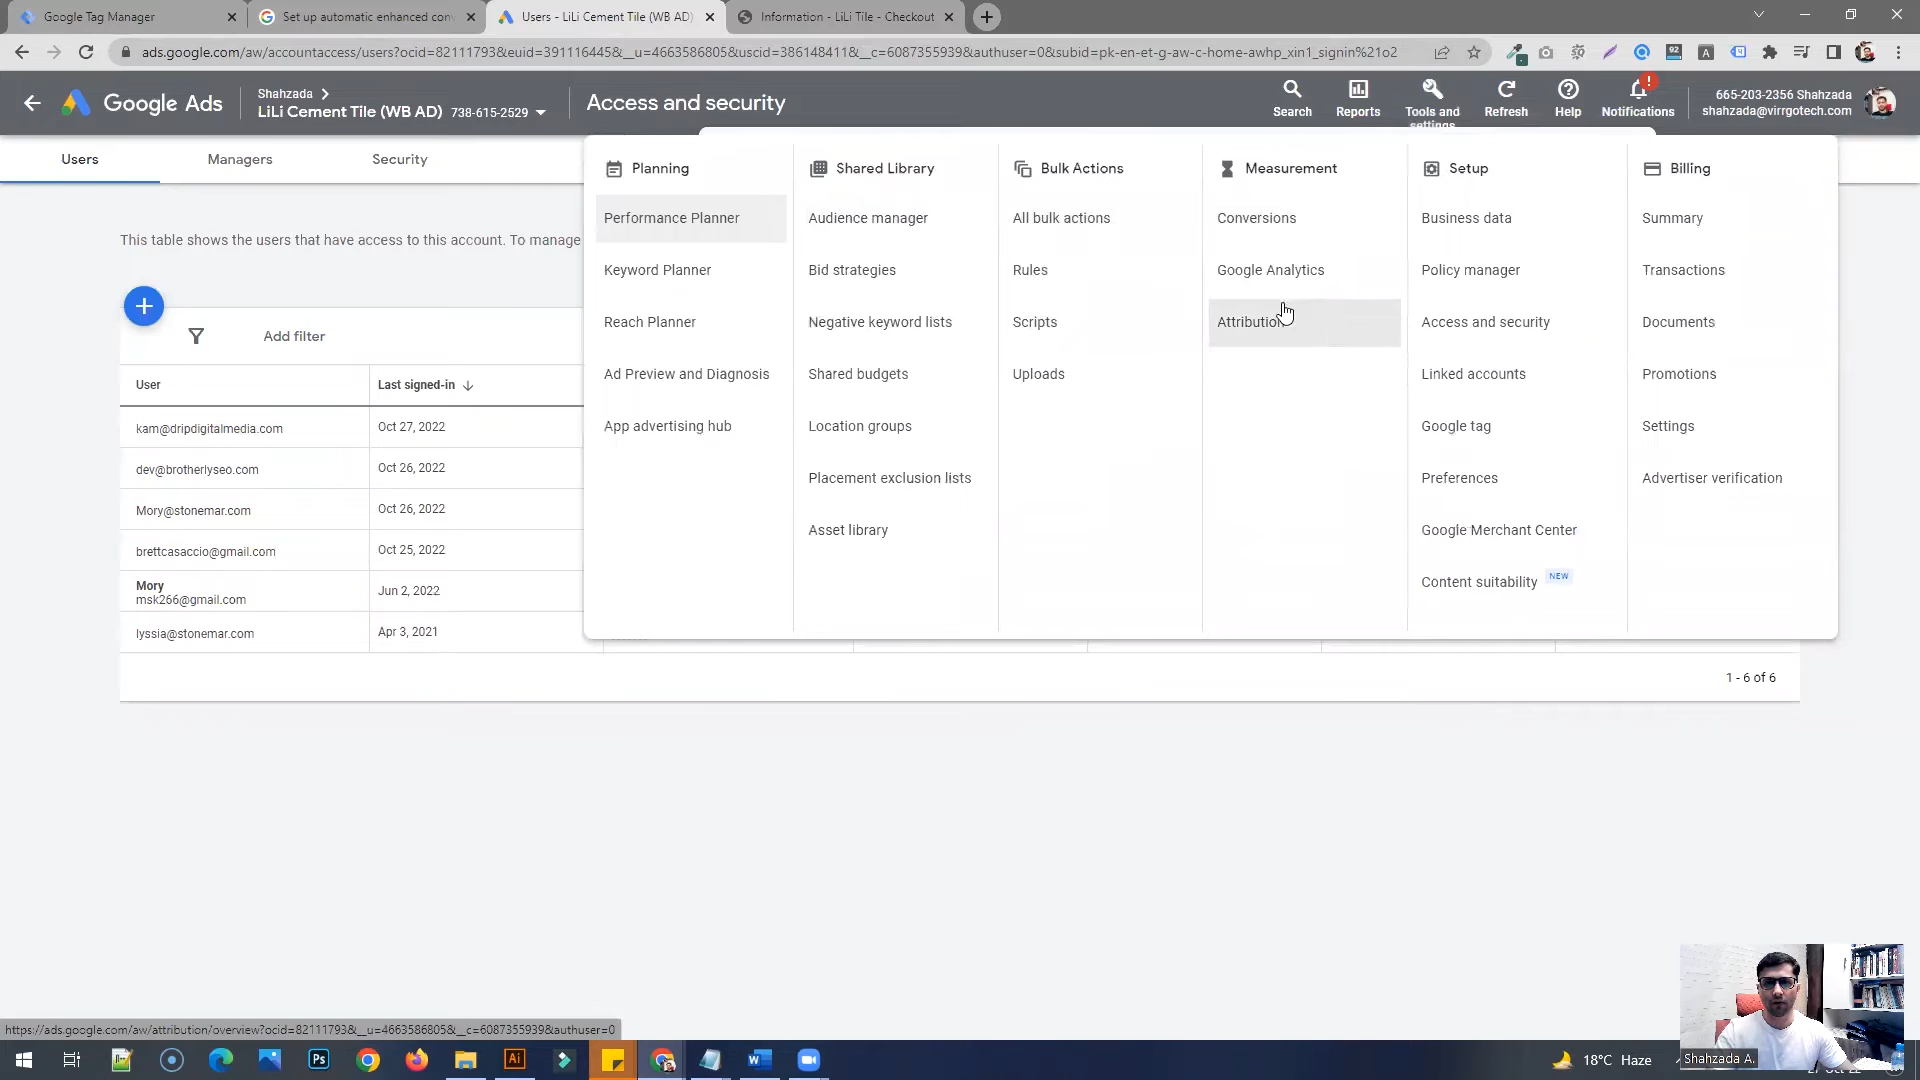 Google Tag Manager
Set up automatic enhanced conv
Users - LiLi Cement Tile (WB AD)
Information - LiLi Tile - Checkout
ads.google.com/aw/accountaccess/users?ocid=82111793&euid=391116445&__u=4663586805&uscid=386148411&__c=6087355939&authuser=0&subid=pk-en-et-g-aw-c-home-awhp_xin1_signin%21o2
92
Google Ads
Shahzada
LiLi Cement Tile (WB AD) 738-615-2529
Access and security
Search
Reports
Tools and
settings
Refresh
Help
Notifications
665-203-2356 Shahzada
shahzada@virrgotech.com
Users
Managers
Security
This table shows the users that have access to this account. To manage
Add filter
User
Last signed-in
kam@dripdigitalmedia.com
Oct 27, 2022
dev@brotherlyseo.com
Oct 26, 2022
Mory@stonemar.com
Oct 26, 2022
brettcasaccio@gmail.com
Oct 25, 2022
Mory
msk266@gmail.com
Jun 2, 2022
lyssia@stonemar.com
Apr 3, 2021
1 - 6 of 6
Planning
Performance Planner
Keyword Planner
Reach Planner
Ad Preview and Diagnosis
App advertising hub
Shared Library
Audience manager
Bid strategies
Negative keyword lists
Shared budgets
Location groups
Placement exclusion lists
Asset library
Bulk Actions
All bulk actions
Rules
Scripts
Uploads
Measurement
Conversions
Google Analytics
Attribution
Setup
Business data
Policy manager
Access and security
Linked accounts
Google tag
Preferences
Google Merchant Center
Content suitability NEW
Billing
Summary
Transactions
Documents
Promotions
Settings
Advertiser verification
https://ads.google.com/aw/attribution/overview?ocid=82111793&__u=4663586805&__c=6087355939&authuser=0
Ps
Ai
W
18°C Haze
Shahzada A.